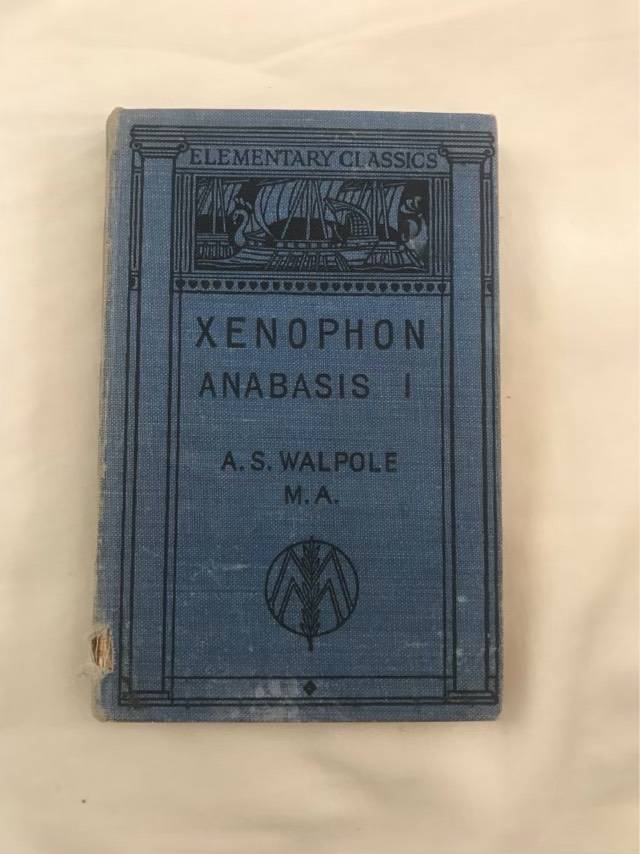 ELEMENTARY CLASSICS
XENOPHON
ANABASIS I
A. S. WALPOLE
M.A.
M